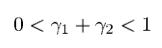 0 < γ₁ + γ₂ < 1